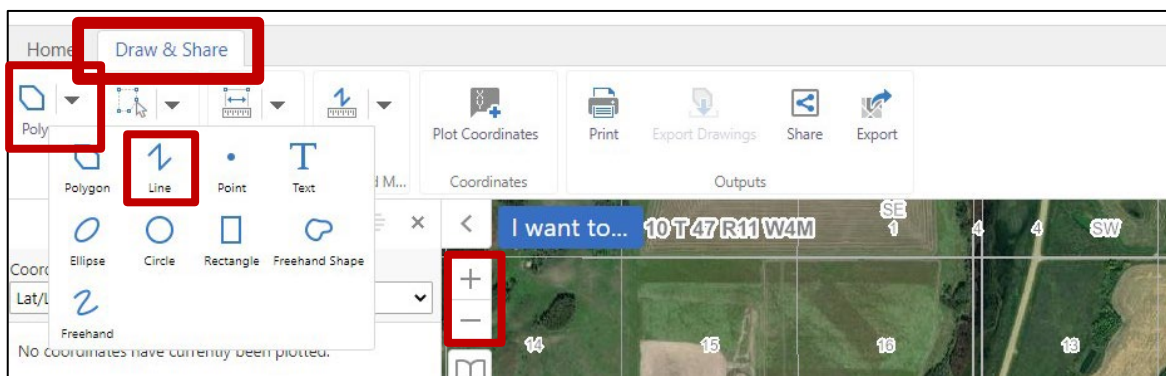 Home Draw & Share
Poly
Plot Coordinates Print Export Drawings Share Export
Polygon Line Point Text
d M... Coordinates Outputs
Ellipse Circle Rectangle Freehand Shape
I want to... 10 T 47 R11 W4M SE 1 4 4 SW
Coord
Lat/L
Freehand
No coordinates have currently been plotted.
14 15 16 13